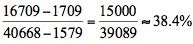 16709−1709 / 40668−1579 = 15000 / 39089 ≈ 38.4%